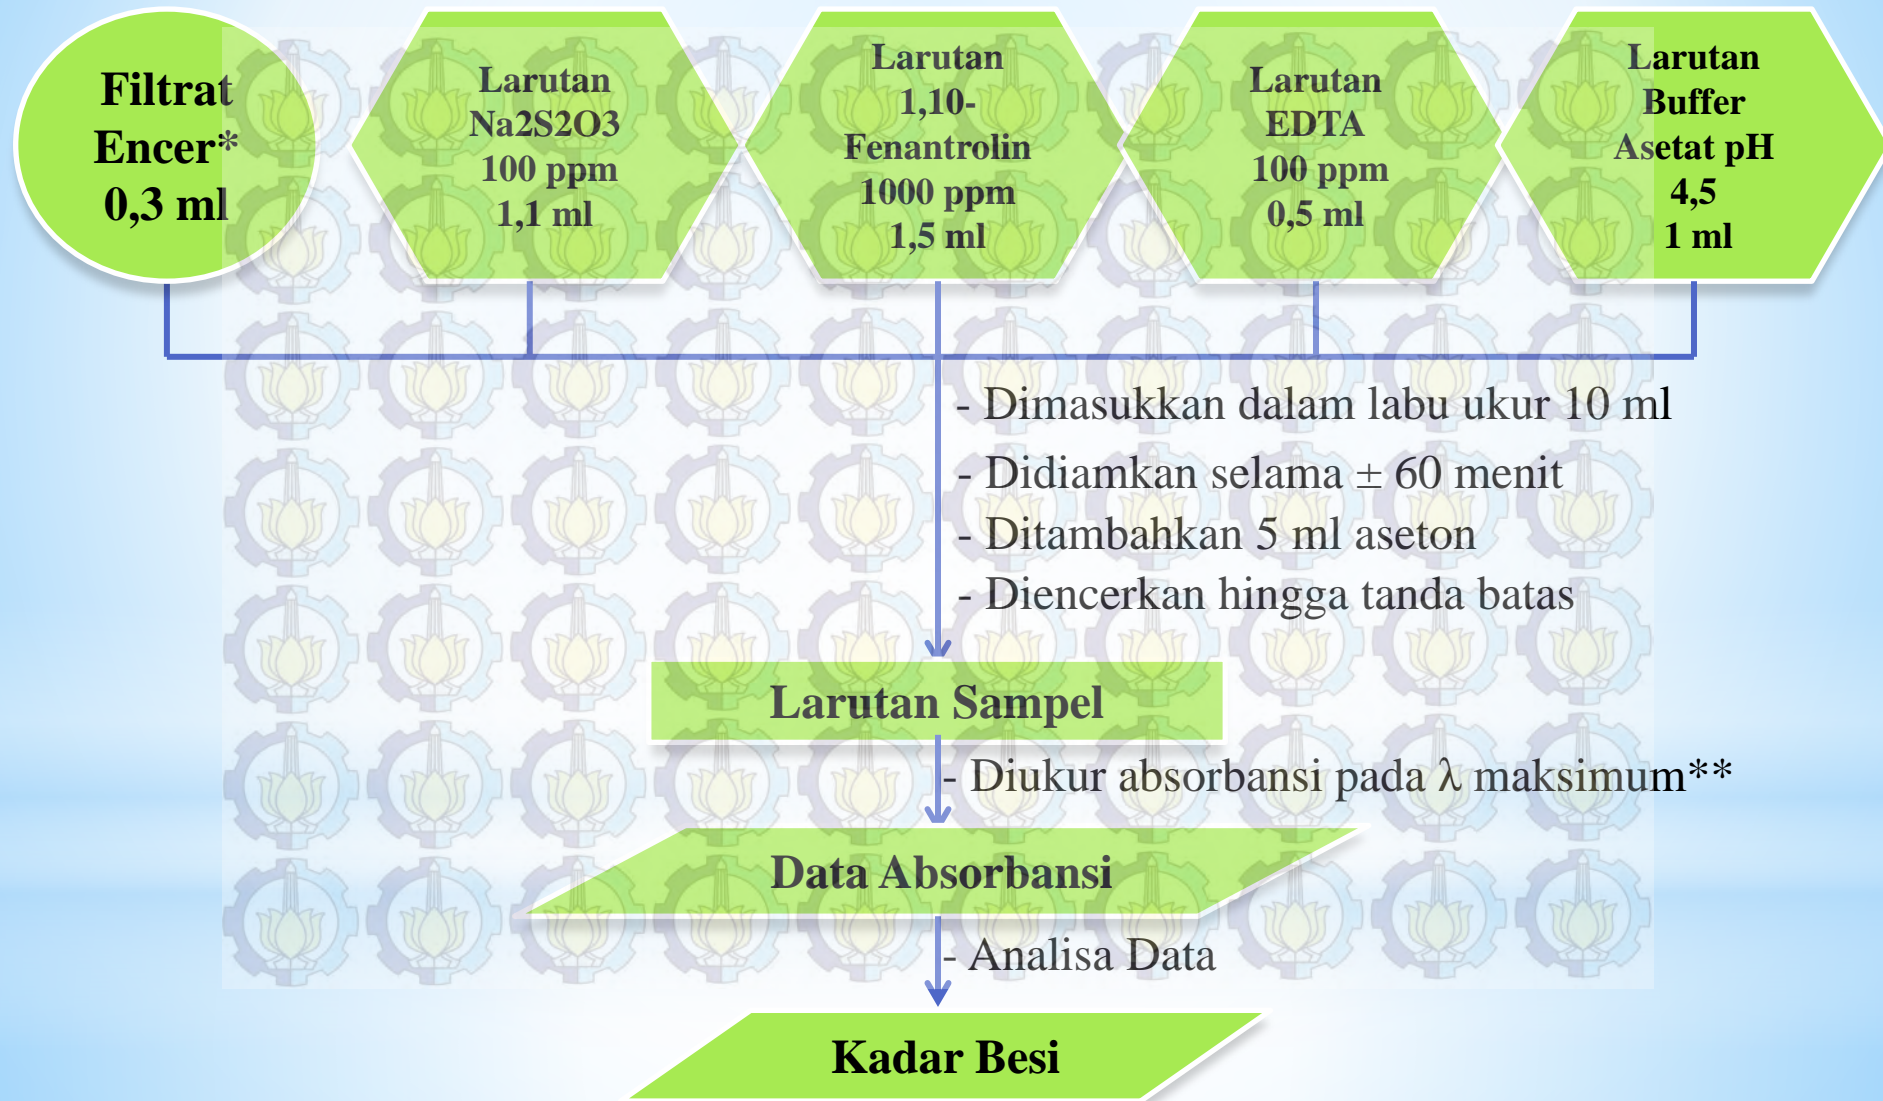 Filtrat
Encer*
0,3 ml
Larutan
Na2S2O3
100 ppm
1,1 ml
Larutan
1,10-
Fenantrolin
1000 ppm
1,5 ml
Larutan
EDTA
100 ppm
0,5 ml
Larutan
Buffer
Asetat pH
4,5
1 ml
- Dimasukkan dalam labu ukur 10 ml
- Didiamkan selama ± 60 menit
- Ditambahkan 5 ml aseton
- Diencerkan hingga tanda batas
Larutan Sampel
- Diukur absorbansi pada λ maksimum**
Data Absorbansi
- Analisa Data
Kadar Besi